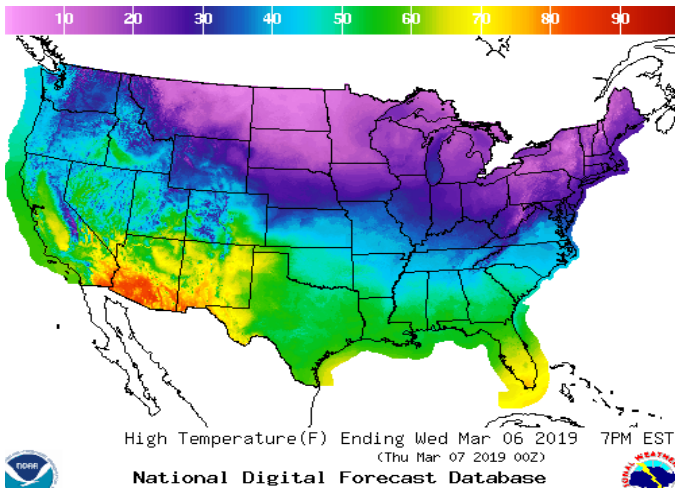 10 20 30 40 50 60 70 80 90
High Temperature(F) Ending Wed Mar 06 2019 7PM EST
(Thu Mar 07 2019 00Z)
National Digital Forecast Database
NOAA